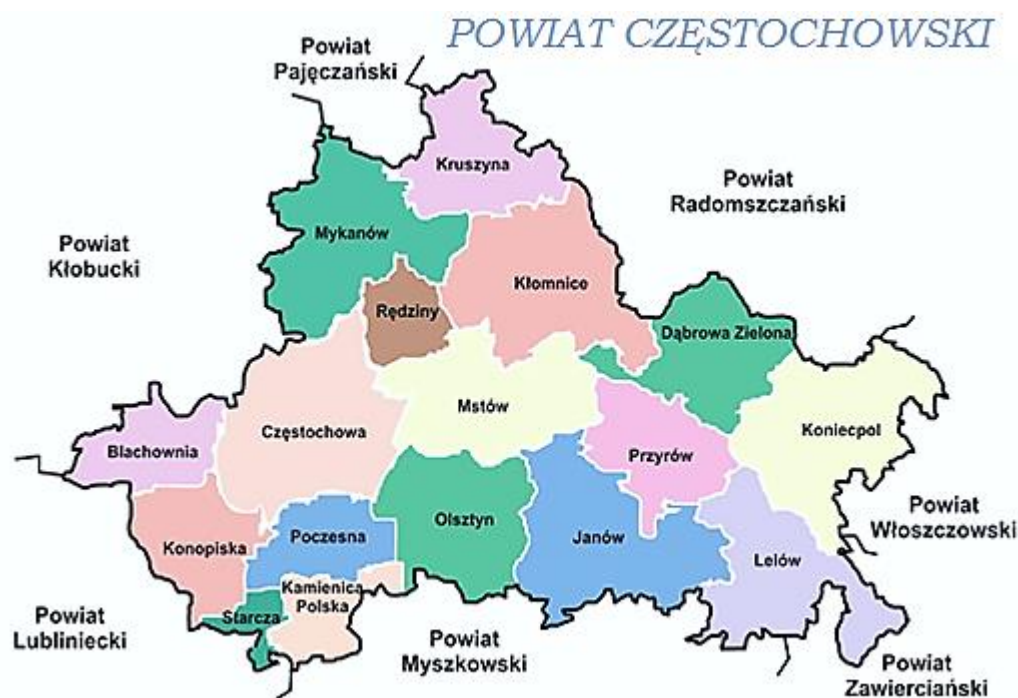 POWIAT CZĘSTOCHOWSKI
Powiat
Pajęczański
Kruszyna
Powiat
Radomszczański
Mykanów
Powiat
Kłobucki
Kłomnice
Rędziny
Dąbrowa Zielona
Mstów
Częstochowa
Koniecpol
Blachownia
Przyrów
Olsztyn
Powiat
Włoszczowski
Poczesna
Janów
Konopiska
Lelów
Kamienica
Polska
Starcza
Powiat
Lubliniecki
Powiat
Myszkowski
Powiat
Zawierciański